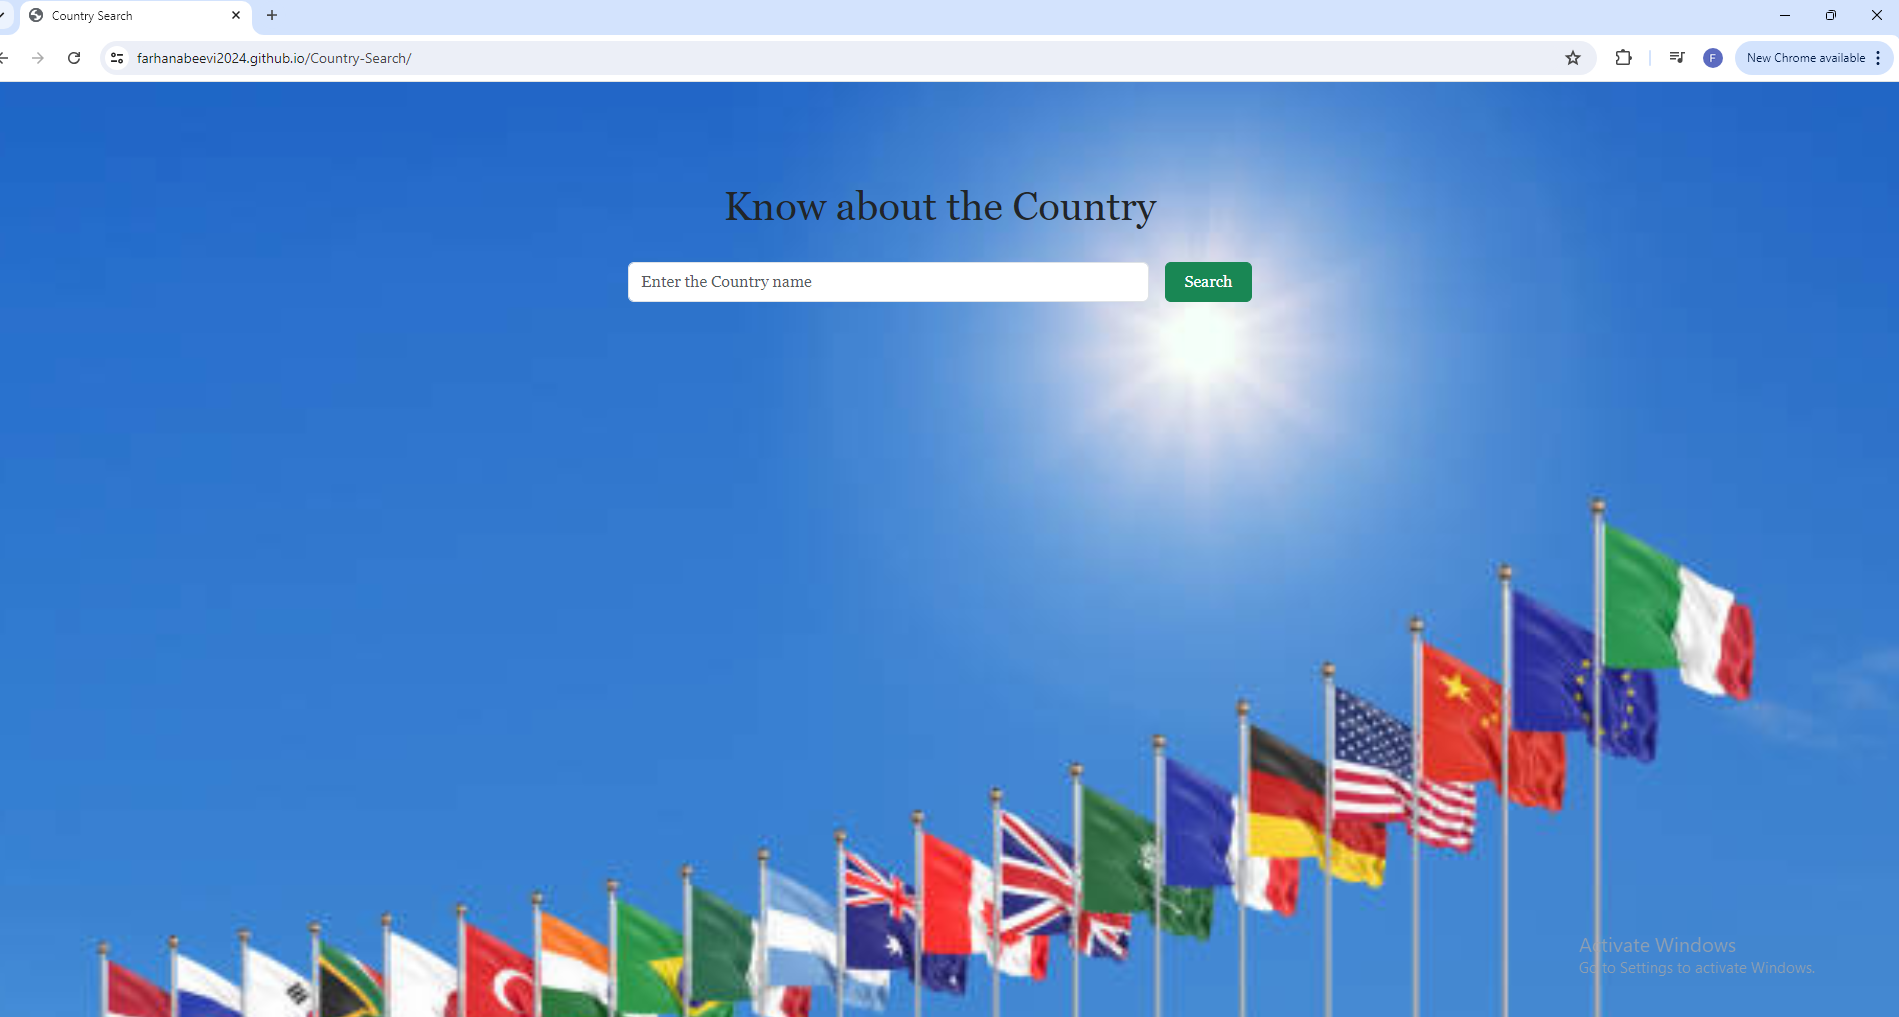 Country Search
farhanabeevi2024.github.io/Country-Search/
F
New Chrome available
Know about the Country
Enter the Country name
Search
Activate Windows
Go to Settings to activate Windows.